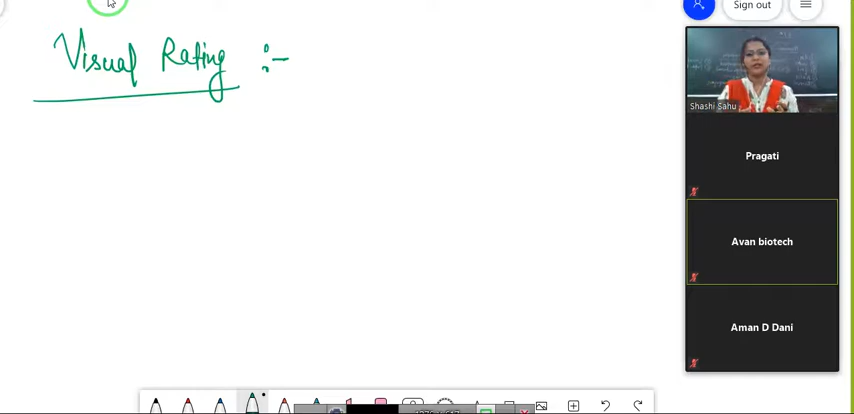 Sign out
Visual Rating :-
Shashi Sahu
Pragati
Avan biotech
Aman D Dani